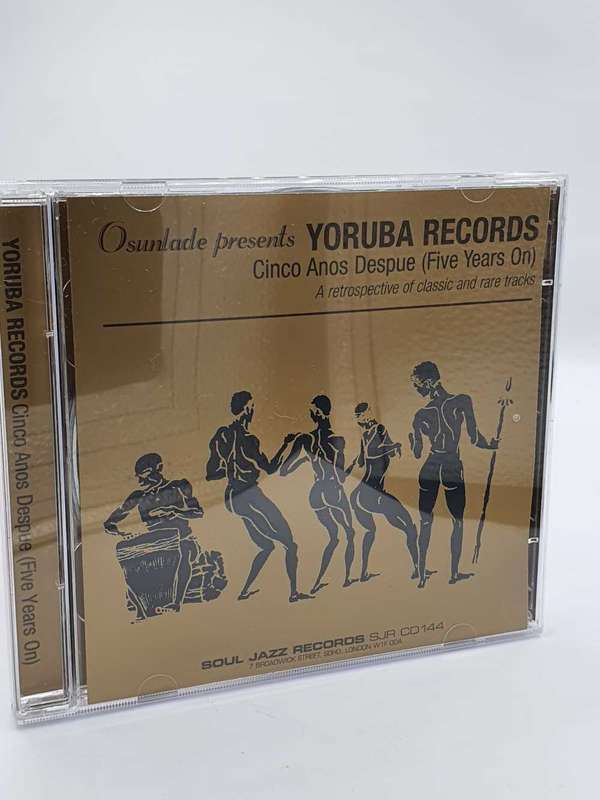 Osunlade presents YORUBA RECORDS
Cinco Anos Despue (Five Years On)
A retrospective of classic and rare tracks
SOUL JAZZ RECORDS SJR CD144
7 BROADWICK STREET, SOHO, LONDON W1F 0DA
YORUBA RECORDS Cinco Anos Despue (Five Years On)